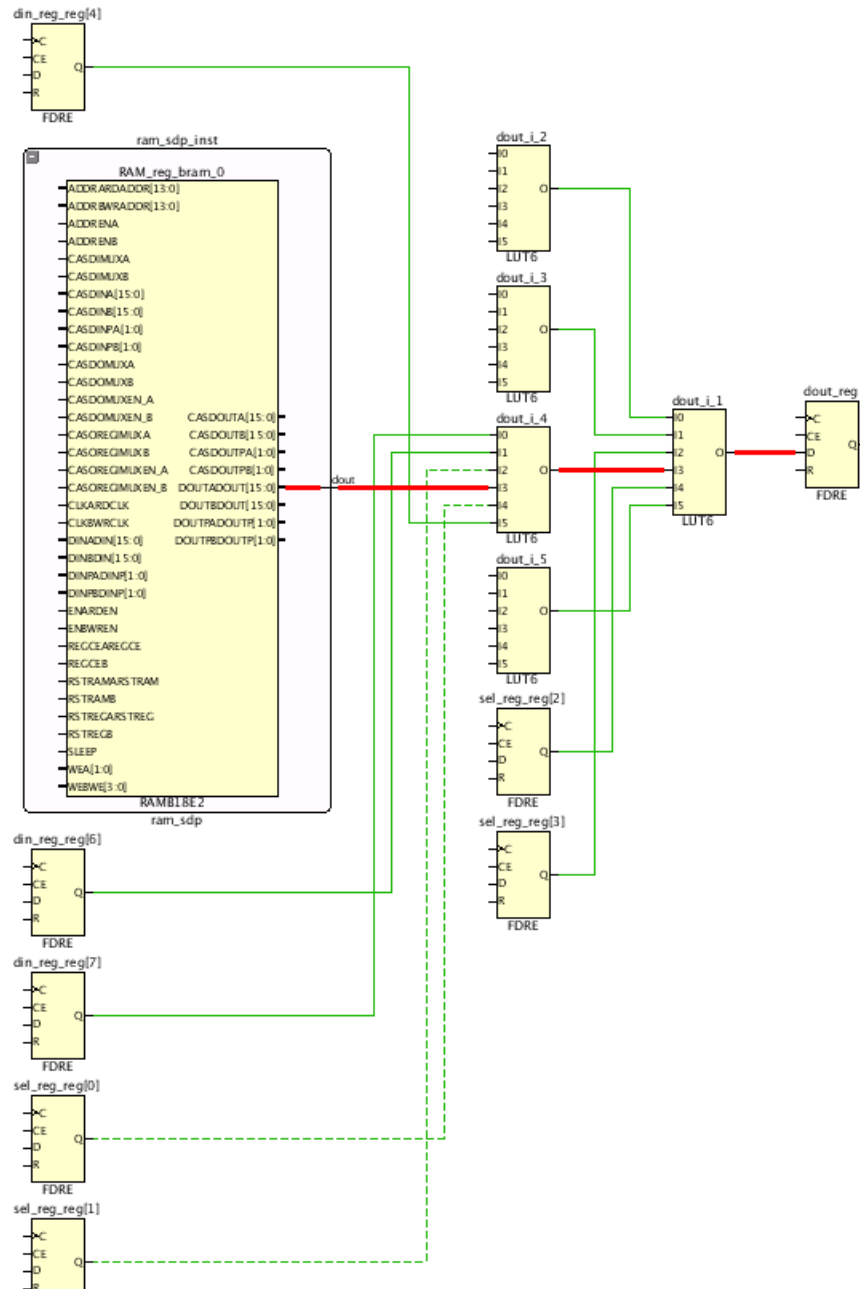 din_reg_reg[4]
C
CE
D
R
Q
FDRE
ram_sdp_inst
RAM_reg_bram_0
ADDRARDADDR[13:0]
ADDRBWRADDR[13:0]
ADDRENA
ADDRENB
CASDIMUXA
CASDIMUXB
CASDINA[15:0]
CASDINB[15:0]
CASDINPA[1:0]
CASDINPB[1:0]
CASDOMUXA
CASDOMUXB
CASDOMUXEN_A
CASDOMUXEN_B CASDOUTA[15:0]
CASOREGIMUXA CASDOUTB[15:0]
CASOREGIMUXB CASDOUTPA[1:0]
CASOREGIMUXEN_A CASDOUTPB[1:0]
CASOREGIMUXEN_B DOUTADOUT[15:0]
CLKARDCLK DOUTBDOUT[15:0]
CLKBWRCLK DOUTPADOUTP[1:0]
DINADIN[15:0] DOUTPBDOUTP[1:0]
DINBDIN[15:0]
DINPADINP[1:0]
DINPBDINP[1:0]
ENARDEN
ENBWREN
REGCEAREGCE
REGCEB
RSTRAMARSTRAM
RSTRAMB
RSTREGARSTREG
RSTREGB
SLEEP
WEA[1:0]
WEBWE[3:0]
RAMB18E2
ram_sdp
dout
din_reg_reg[6]
C
CE
D
R
Q
FDRE
din_reg_reg[7]
C
CE
D
R
Q
FDRE
sel_reg_reg[0]
C
CE
D
R
Q
FDRE
sel_reg_reg[1]
C
CE
D
R
Q
dout_i_2
I0
I1
I2
I3
I4
I5
O
LUT6
dout_i_3
I0
I1
I2
I3
I4
I5
O
LUT6
dout_i_4
I0
I1
I2
I3
I4
I5
O
LUT6
dout_i_5
I0
I1
I2
I3
I4
I5
O
LUT6
sel_reg_reg[2]
C
CE
D
R
Q
FDRE
sel_reg_reg[3]
C
CE
D
R
Q
FDRE
dout_i_1
I0
I1
I2
I3
I4
I5
O
LUT6
dout_reg
C
CE
D
R
Q
FDRE